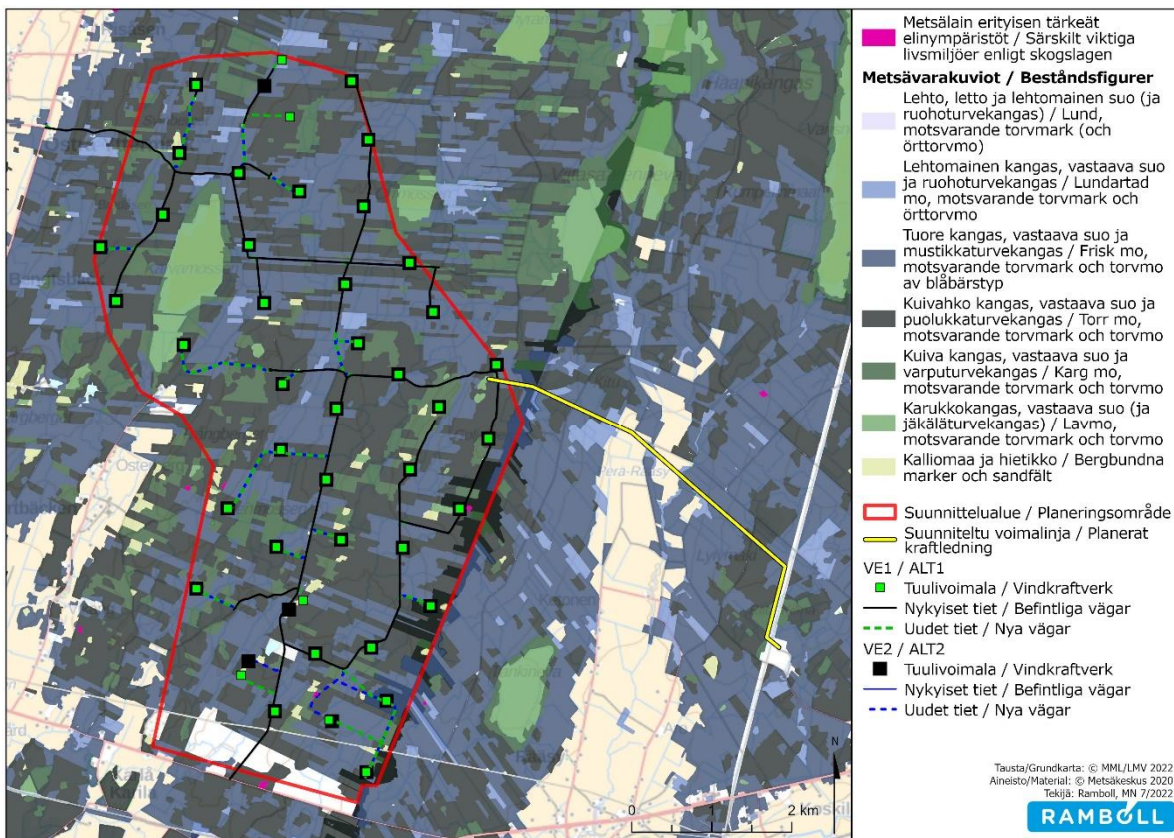 Metsälain erityisen tärkeät
elinympäristöt / Särskilt viktiga
livsmiljöer enligt skogslagen
Metsävarakuviot / Beståndsfigurer
Lehto, letto ja lehtomainen suo (ja
ruohoturvekangas) / Lund,
motsvarande torvmark (och
örttorvmo)
Lehtomainen kangas, vastaava suo
ja ruohoturvekangas / Lundartad
mo, motsvarande torvmark och
örttorvmo
Tuore kangas, vastaava suo ja
mustikkaturvekangas / Frisk mo,
motsvarande torvmark och torvmo
av blåbärstyp
Kuivahko kangas, vastaava suo ja
puolukkaturvekangas / Torr mo,
motsvarande torvmark och torvmo
Kuiva kangas, vastaava suo ja
varputurvekangas / Karg mo,
motsvarande torvmark och torvmo
Karukkokangas, vastaava suo (ja
jäkäläturvekangas) / Lavmo,
motsvarande torvmark och torvmo
Kalliomaa ja hietikko / Bergbundna
marker och sandfält
Suunnittelualue / Planeringsområde
Suunniteltu voimalinja / Planerat
kraftledning
VE1 / ALT1
Tuulivoimala / Vindkraftverk
Nykyiset tiet / Befintliga vägar
Uudet tiet / Nya vägar
VE2 / ALT2
Tuulivoimala / Vindkraftverk
Nykyiset tiet / Befintliga vägar
Uudet tiet / Nya vägar
Tausta/Grundkarta: © MML/LMV 2022
Aineisto/Material: © Metsäkeskus 2020
Tekijä: Ramboll, MN 7/2022
RAMBOLL
N
0 1 2 km